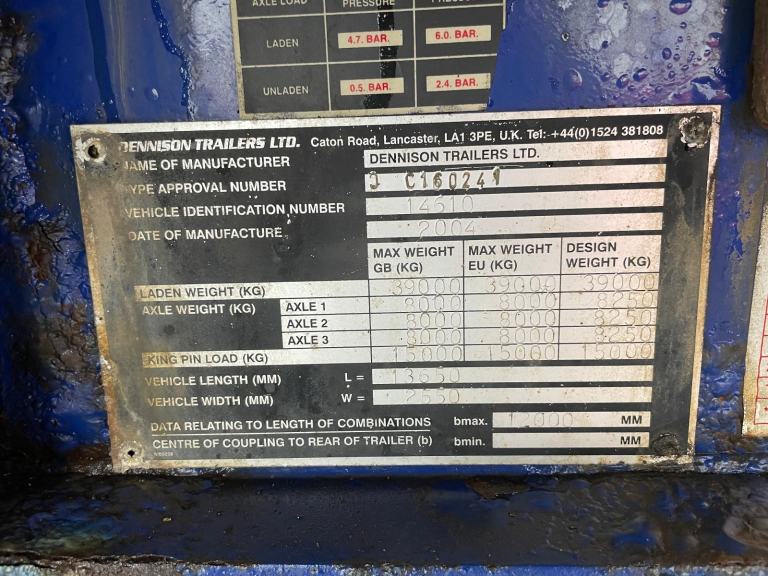 AXLE LOAD PRESSURE PRESSURE
LADEN 4.7. BAR. 6.0. BAR.
UNLADEN 0.5. BAR. 2.4. BAR.
DENNISON TRAILERS LTD. Caton Road, Lancaster, LA1 3PE, U.K. Tel: +44(0)1524 381808
NAME OF MANUFACTURER DENNISON TRAILERS LTD.
TYPE APPROVAL NUMBER C160241
VEHICLE IDENTIFICATION NUMBER 14610
DATE OF MANUFACTURE 2004
MAX WEIGHT GB (KG) MAX WEIGHT EU (KG) DESIGN WEIGHT (KG)
LADEN WEIGHT (KG) 39000 39000 39000
AXLE WEIGHT (KG) AXLE 1 8000 8000 8250
AXLE 2 8000 8000 8250
AXLE 3 8000 8000 8250
KING PIN LOAD (KG) 15000 15000 15000
VEHICLE LENGTH (MM) L = 13650
VEHICLE WIDTH (MM) W = 2550
DATA RELATING TO LENGTH OF COMBINATIONS bmax. 12000 MM
CENTRE OF COUPLING TO REAR OF TRAILER (b) bmin. MM